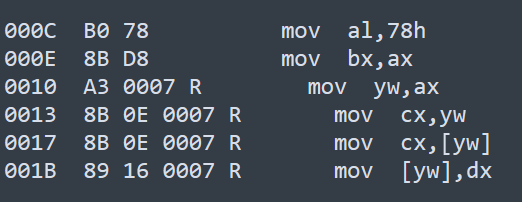 000C  B0 78                mov  al,78h
000E  8B D8                mov  bx,ax
0010  A3 0007 R              mov  yw,ax
0013  8B 0E 0007 R             mov  cx,yw
0017  8B 0E 0007 R             mov  cx,[yw]
001B  89 16 0007 R             mov  [yw],dx